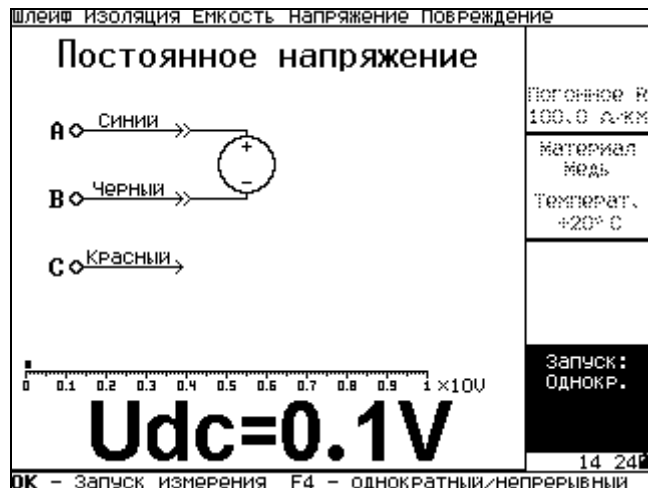 Шлейф Изоляция Емкость Напряжение Повреждение
Постоянное напряжение
Погонное R
100.0 Ω/км
Материал
Медь
Температ.
+20° C
A Синий
+
−
B Черный
C Красный
0 0.1 0.2 0.3 0.4 0.5 0.6 0.7 0.8 0.9 1 ×10V
Udc=0.1V
Запуск:
Однокр.
14 24
OK - Запуск измерения F4 - однократный/непрерывный